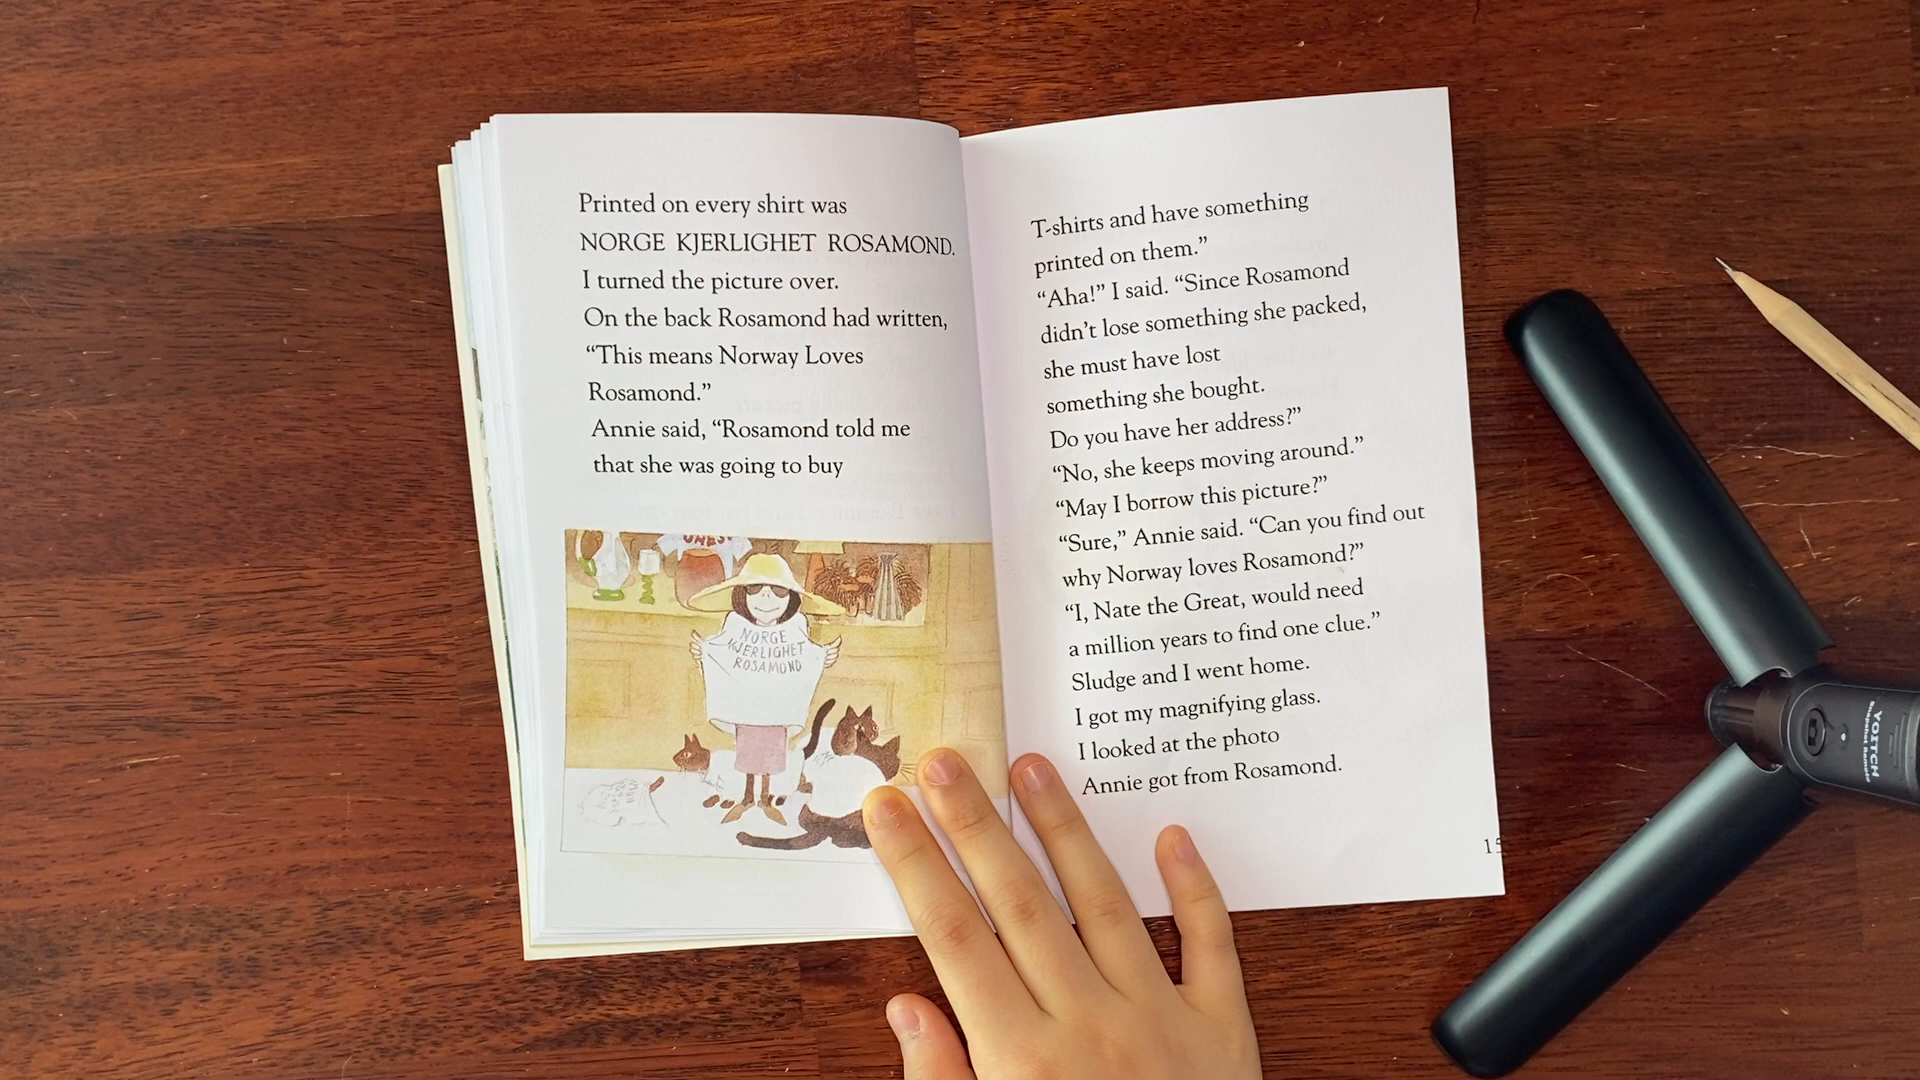 Printed on every shirt was
NORGE KJERLIGHET ROSAMOND.
I turned the picture over.
On the back Rosamond had written,
“This means Norway Loves
Rosamond.”
Annie said, “Rosamond told me
that she was going to buy
NORGE
KJERLIGHET
ROSAMOND
T-shirts and have something
printed on them.”
“Aha!” I said. “Since Rosamond
didn’t lose something she packed,
she must have lost
something she bought.
Do you have her address?”
“No, she keeps moving around.”
“May I borrow this picture?”
“Sure,” Annie said. “Can you find out
why Norway loves Rosamond?”
“I, Nate the Great, would need
a million years to find one clue.”
Sludge and I went home.
I got my magnifying glass.
I looked at the photo
Annie got from Rosamond.
15
YOITCH
Snapshot Remote